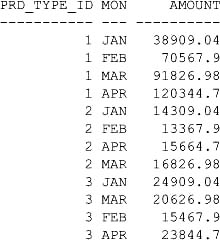 PRD_TYPE_ID MON AMOUNT
----------- --- ----------
1 JAN 38909.04
1 FEB 70567.9
1 MAR 91826.98
1 APR 120344.7
2 JAN 14309.04
2 FEB 13367.9
2 APR 15664.7
2 MAR 16826.98
3 JAN 24909.04
3 MAR 20626.98
3 FEB 15467.9
3 APR 23844.7